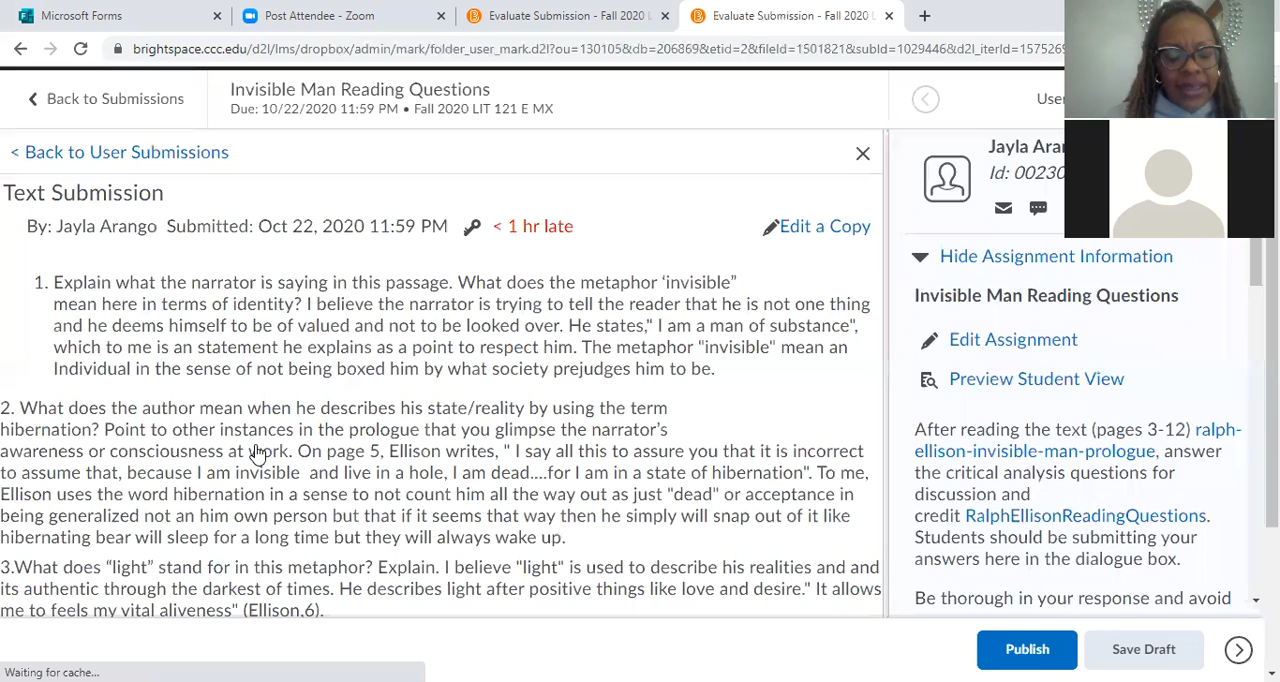 Microsoft Forms
Post Attendee - Zoom
Evaluate Submission - Fall 2020 L
Evaluate Submission - Fall 2020
brightspace.ccc.edu/d2l/lms/dropbox/admin/mark/folder_user_mark.d2l?ou=130105&db=206869&etid=2&fileId=1501821&subId=1029446&d2l_iterId=1575269
Back to Submissions
Invisible Man Reading Questions
Due: 10/22/2020 11:59 PM • Fall 2020 LIT 121 E MX
Use
< Back to User Submissions
Text Submission
By: Jayla Arango Submitted: Oct 22, 2020 11:59 PM < 1 hr late
Edit a Copy
1. Explain what the narrator is saying in this passage. What does the metaphor ‘invisible”
mean here in terms of identity? I believe the narrator is trying to tell the reader that he is not one thing
and he deems himself to be of valued and not to be looked over. He states," I am a man of substance",
which to me is an statement he explains as a point to respect him. The metaphor "invisible" mean an
Individual in the sense of not being boxed him by what society prejudges him to be.
2. What does the author mean when he describes his state/reality by using the term
hibernation? Point to other instances in the prologue that you glimpse the narrator’s
awareness or consciousness at work. On page 5, Ellison writes, " I say all this to assure you that it is incorrect
to assume that, because I am invisible and live in a hole, I am dead....for I am in a state of hibernation". To me,
Ellison uses the word hibernation in a sense to not count him all the way out as just "dead" or acceptance in
being generalized not an him own person but that if it seems that way then he simply will snap out of it like
hibernating bear will sleep for a long time but they will always wake up.
3.What does “light” stand for in this metaphor? Explain. I believe "light" is used to describe his realities and and
its authentic through the darkest of times. He describes light after positive things like love and desire." It allows
me to feels my vital aliveness" (Ellison,6).
Jayla Arar
Id: 00230
Hide Assignment Information
Invisible Man Reading Questions
Edit Assignment
Preview Student View
After reading the text (pages 3-12) ralph-
ellison-invisible-man-prologue, answer
the critical analysis questions for
discussion and
credit RalphEllisonReadingQuestions.
Students should be submitting your
answers here in the dialogue box.
Be thorough in your response and avoid
Publish
Save Draft
Waiting for cache...